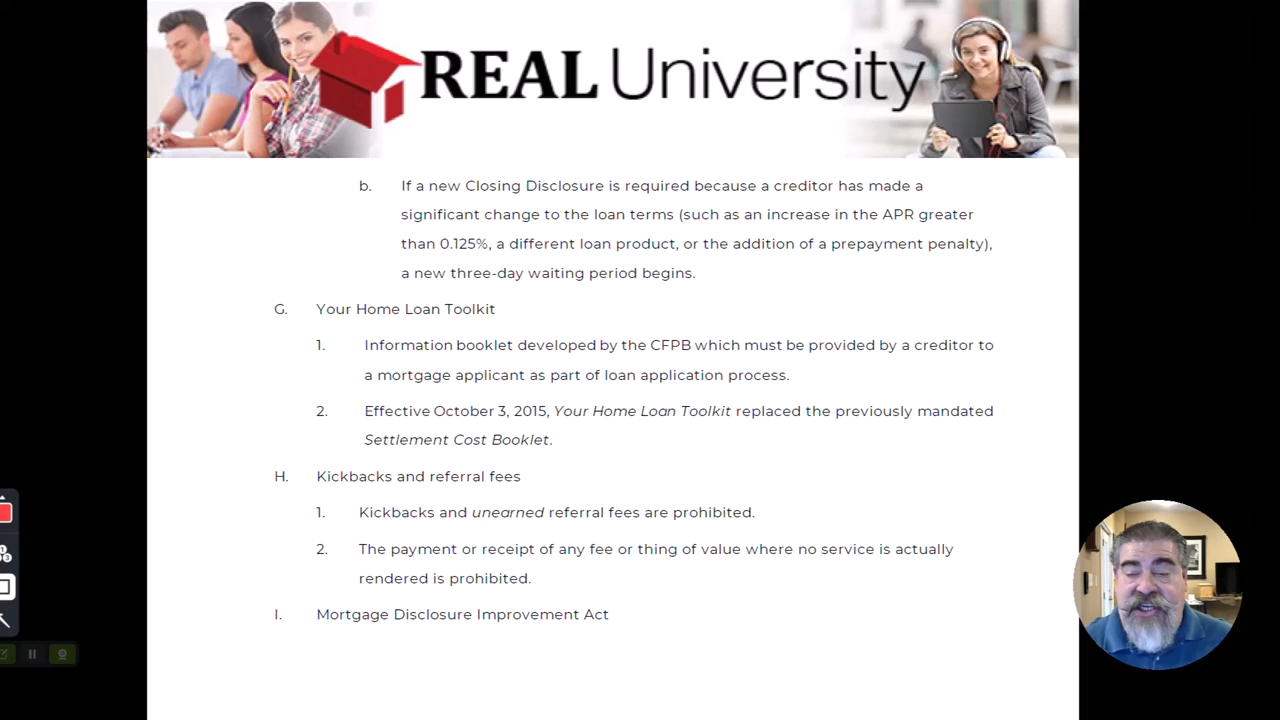 REAL University
b. If a new Closing Disclosure is required because a creditor has made a
significant change to the loan terms (such as an increase in the APR greater
than 0.125%, a different loan product, or the addition of a prepayment penalty),
a new three-day waiting period begins.
G. Your Home Loan Toolkit
1. Information booklet developed by the CFPB which must be provided by a creditor to
a mortgage applicant as part of loan application process.
2. Effective October 3, 2015, Your Home Loan Toolkit replaced the previously mandated
Settlement Cost Booklet.
H. Kickbacks and referral fees
1. Kickbacks and unearned referral fees are prohibited.
2. The payment or receipt of any fee or thing of value where no service is actually
rendered is prohibited.
I. Mortgage Disclosure Improvement Act